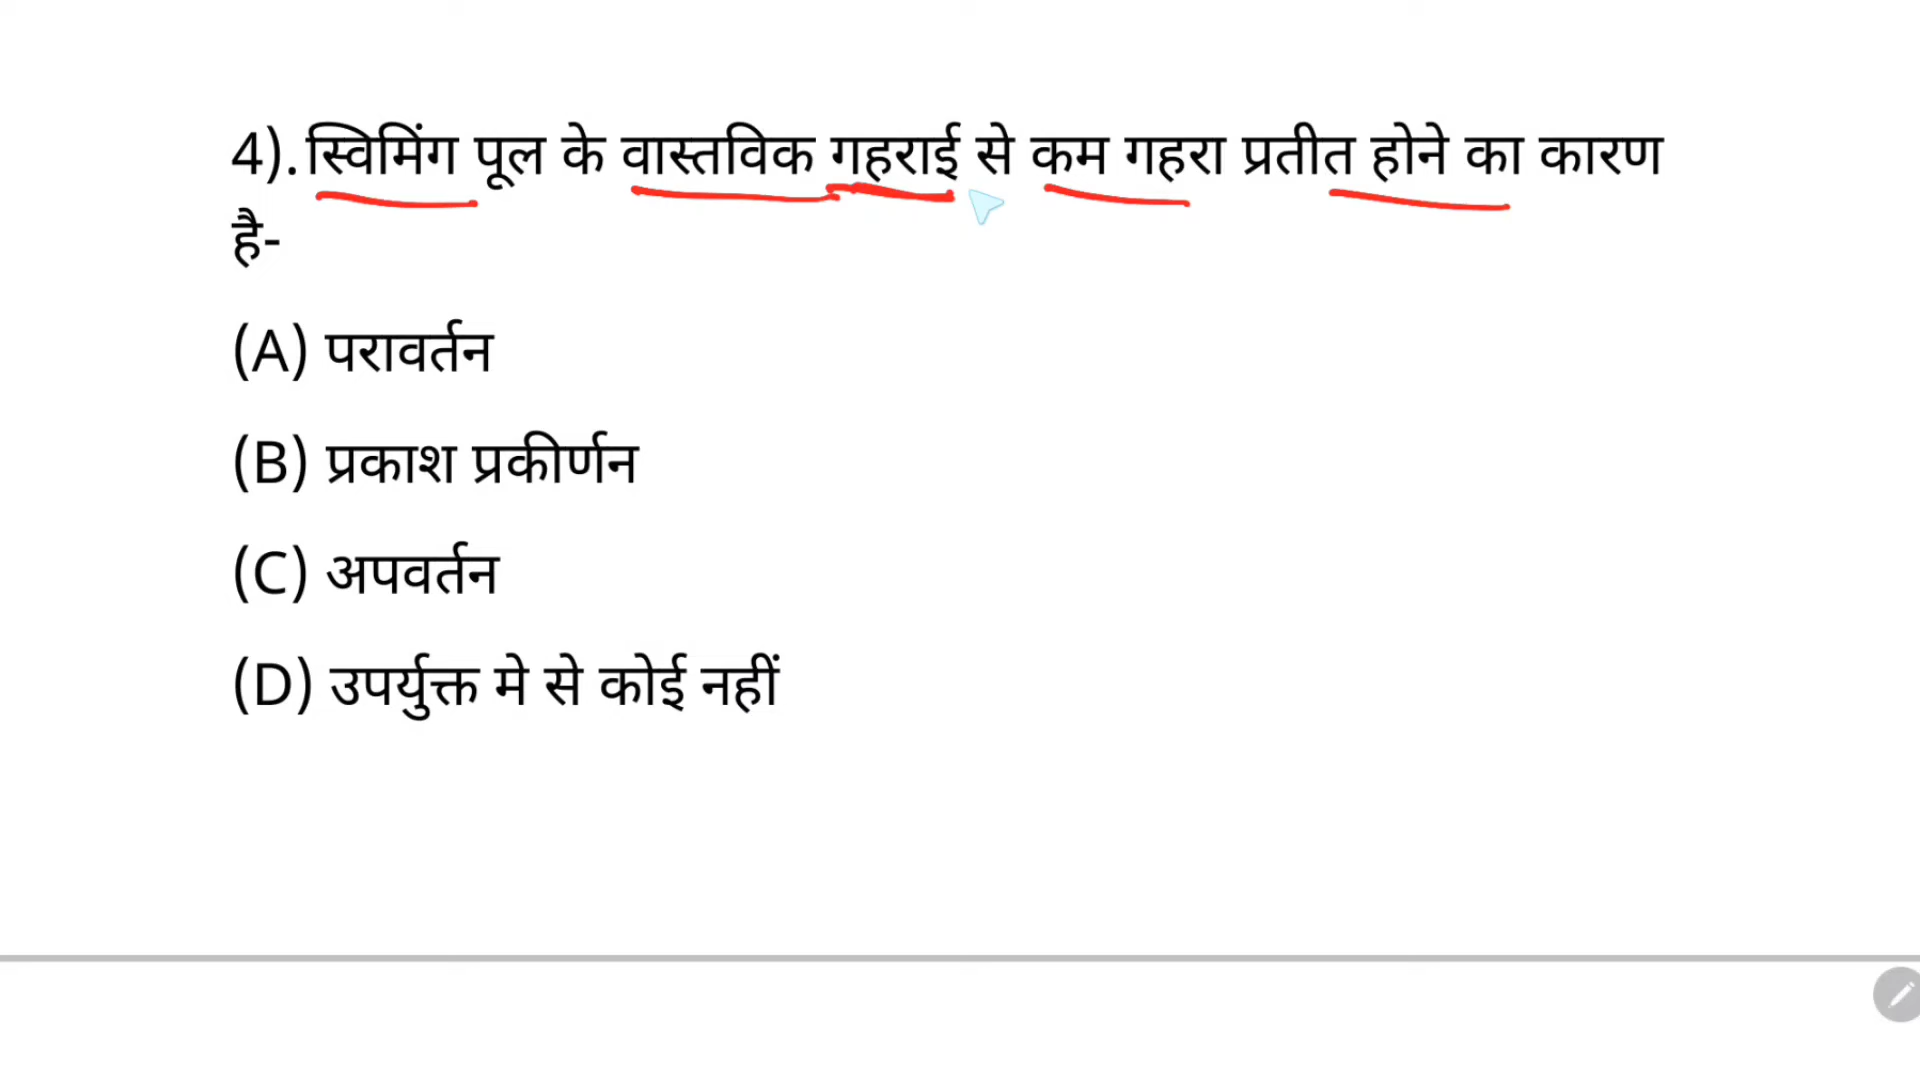 4). स्विमिंग पूल के वास्तविक गहराई से कम गहरा प्रतीत होने का कारण
है-
(A) परावर्तन
(B) प्रकाश प्रकीर्णन
(C) अपवर्तन
(D) उपर्युक्त मे से कोई नहीं